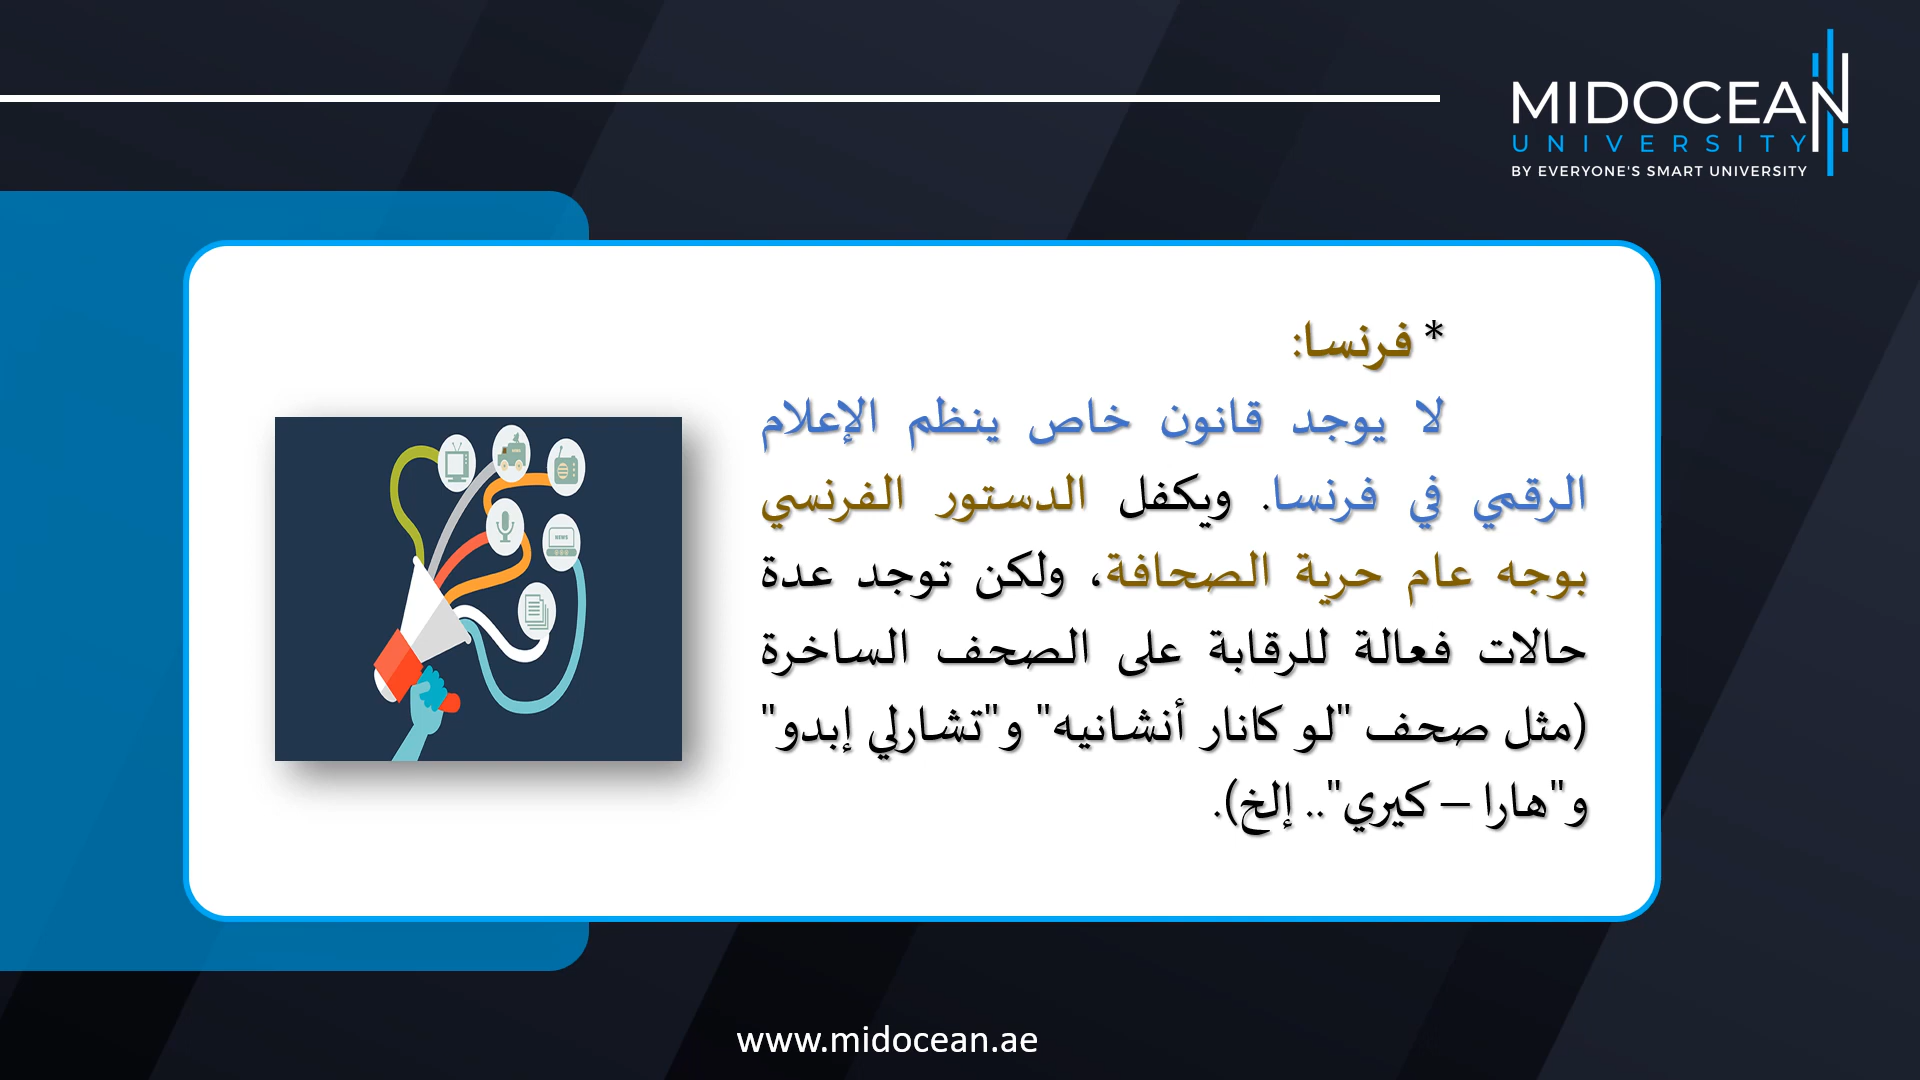 MIDOCEAN
UNIVERSITY
BY EVERYONE'S SMART UNIVERSITY
* فرنسا:
لا يوجد قانون خاص ينظم الإعلام
الرقمي في فرنسا. ويكفل الدستور الفرنسي
بوجه عام حرية الصحافة، ولكن توجد عدة
حالات فعالة للرقابة على الصحف الساخرة
(مثل صحف "لو كانار أنشانيه" و"تشارلي إبدو"
و"هارا – كيري".. إلخ).
NEWS
www.midocean.ae